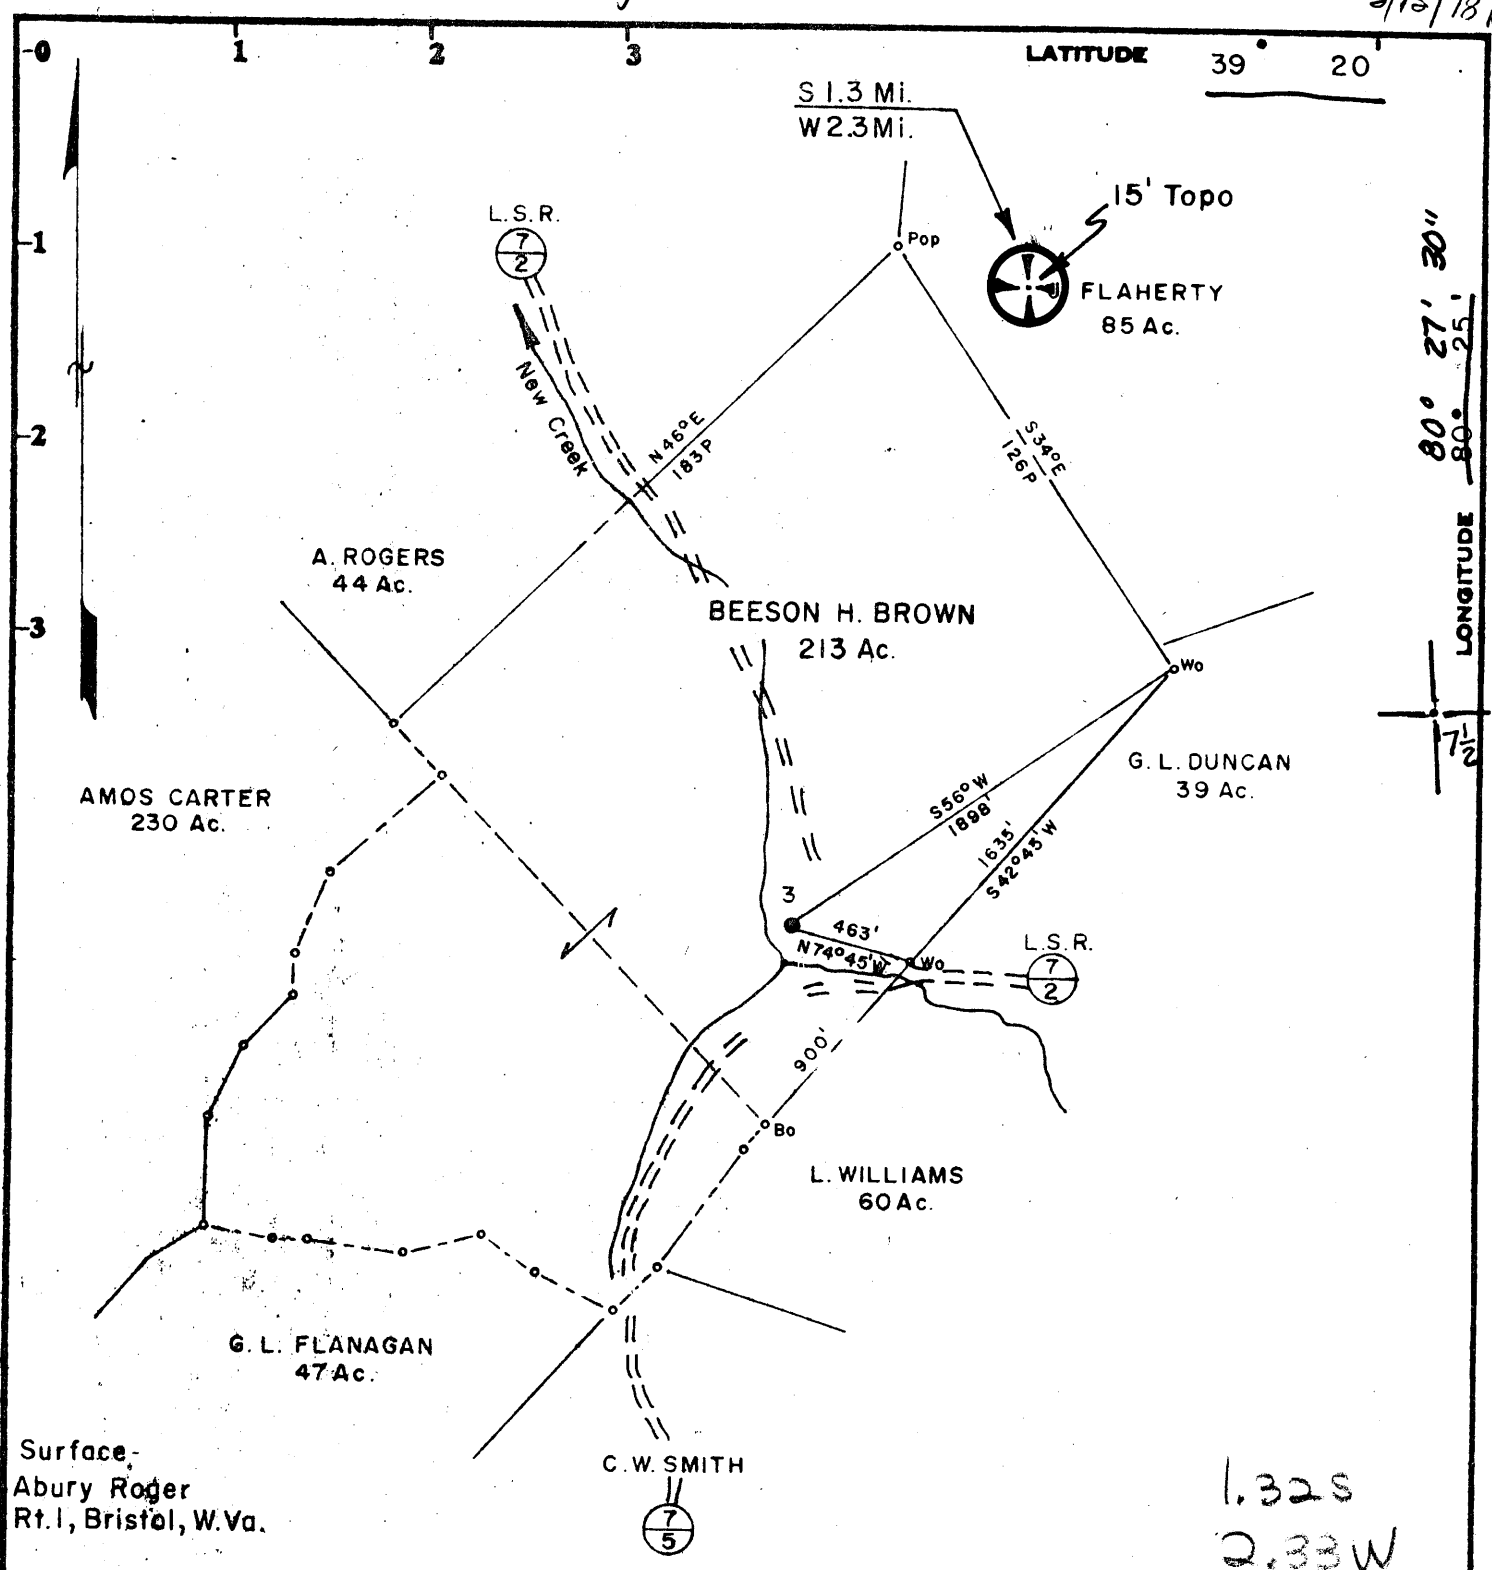 -0
1
2
3
LATITUDE
39° 20'
S 1.3 Mi.
W 2.3 Mi.
15' Topo
L.S.R.
7
2
Pop
-1
FLAHERTY
85 Ac.
80° 27' 30"
80° 25'
LONGITUDE
7½
New Creek
-2
N46°E
183P
S34°E
126P
A. ROGERS
44 Ac.
BEESON H. BROWN
213 Ac.
-3
Wo
G. L. DUNCAN
39 Ac.
AMOS CARTER
230 Ac.
S56°W
1898'
1635'
S42°45'W
3
463'
N74°45'W
Wo
L.S.R.
7
2
900'
Bo
L. WILLIAMS
60 Ac.
G. L. FLANAGAN
47 Ac.
C.W. SMITH
7
5
Surface-
Abury Roger
Rt.1, Bristol, W.Va.
1.32S
2.33W